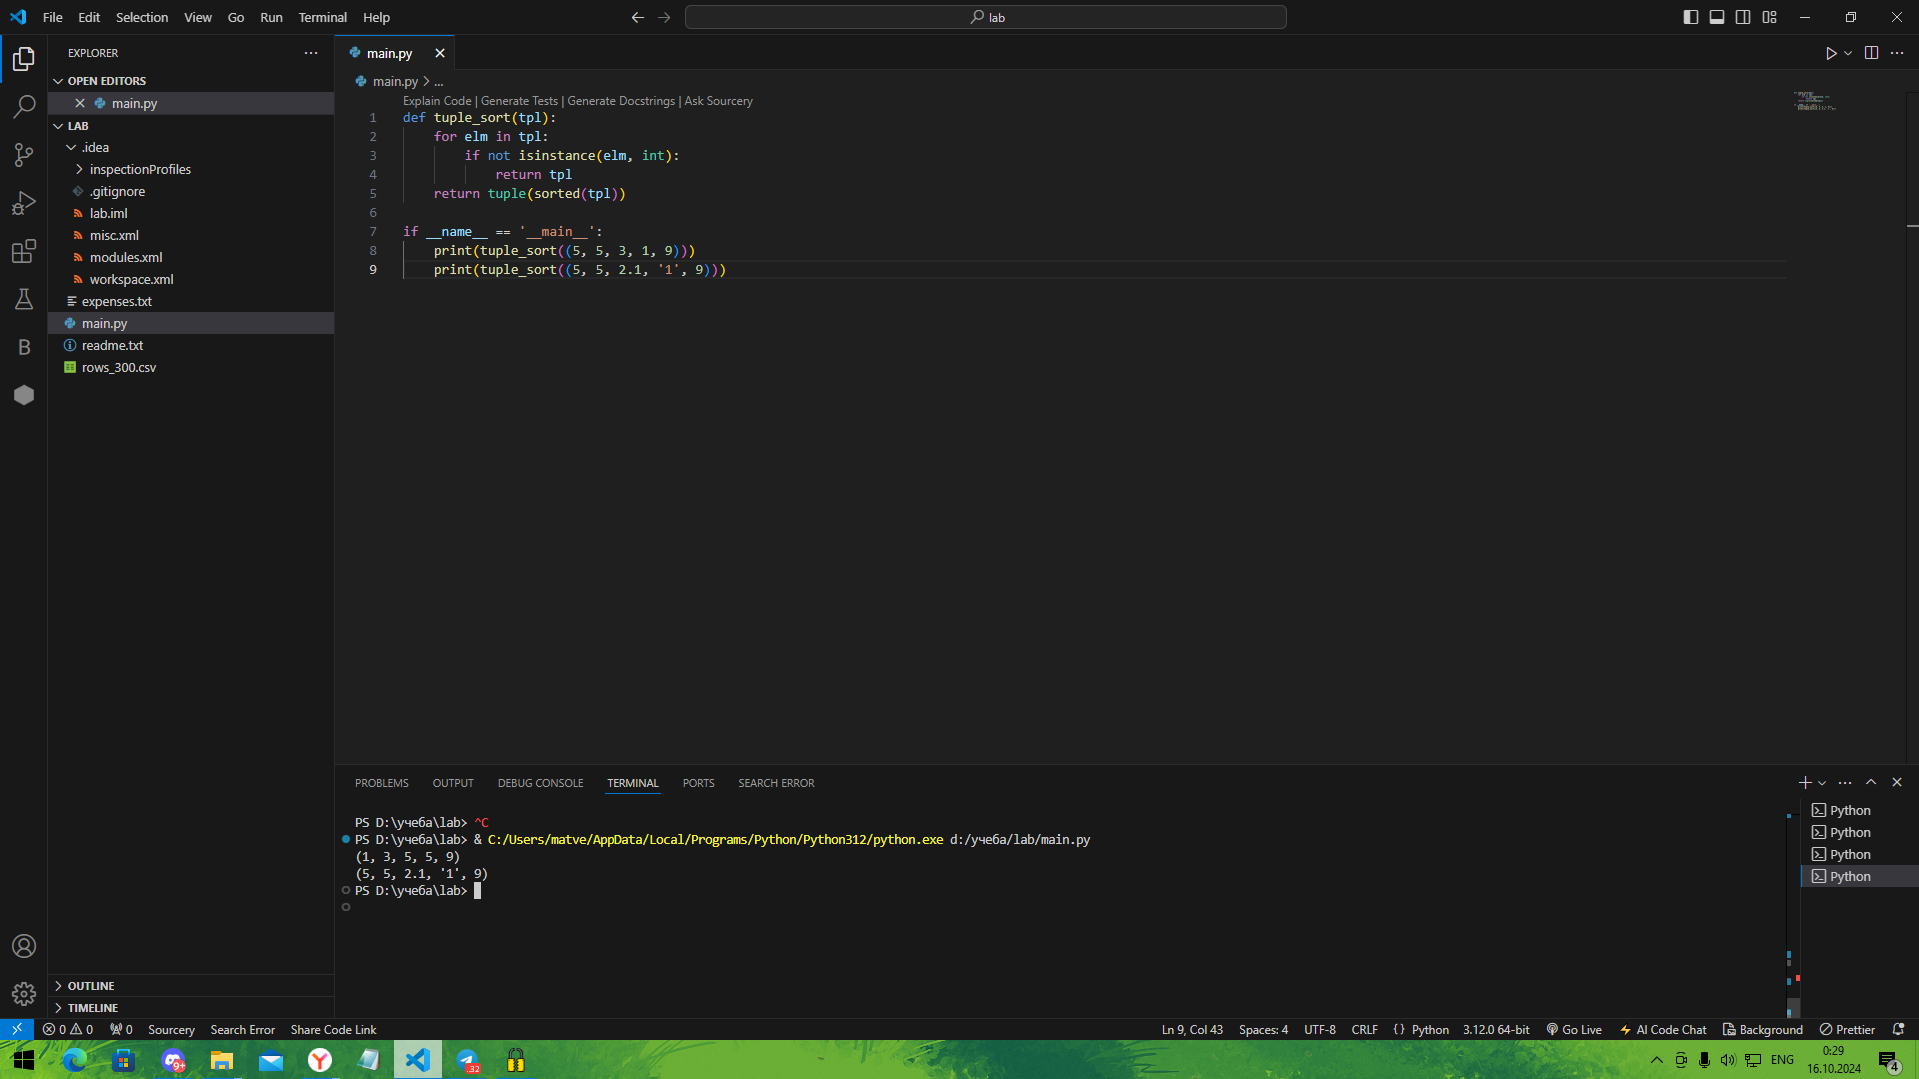 File Edit Selection View Go Run Terminal Help
lab
EXPLORER
OPEN EDITORS
main.py
LAB
.idea
inspectionProfiles
.gitignore
lab.iml
misc.xml
modules.xml
workspace.xml
expenses.txt
main.py
readme.txt
rows_300.csv
OUTLINE
TIMELINE
main.py
main.py > ...
Explain Code | Generate Tests | Generate Docstrings | Ask Sourcery
1 def tuple_sort(tpl):
2 for elm in tpl:
3 if not isinstance(elm, int):
4 return tpl
5 return tuple(sorted(tpl))
6
7 if __name__ == '__main__':
8 print(tuple_sort((5, 5, 3, 1, 9)))
9 print(tuple_sort((5, 5, 2.1, '1', 9)))
PROBLEMS OUTPUT DEBUG CONSOLE TERMINAL PORTS SEARCH ERROR
PS D:\учеба\lab> ^C
PS D:\учеба\lab> & C:/Users/matve/AppData/Local/Programs/Python/Python312/python.exe d:/учеба/lab/main.py
(1, 3, 5, 5, 9)
(5, 5, 2.1, '1', 9)
PS D:\учеба\lab>
Python
Python
Python
Python
0 0 0 Sourcery Search Error Share Code Link
Ln 9, Col 43 Spaces: 4 UTF-8 CRLF {} Python 3.12.0 64-bit Go Live AI Code Chat Background Prettier
9+
32
ENG
0:29
16.10.2024
4